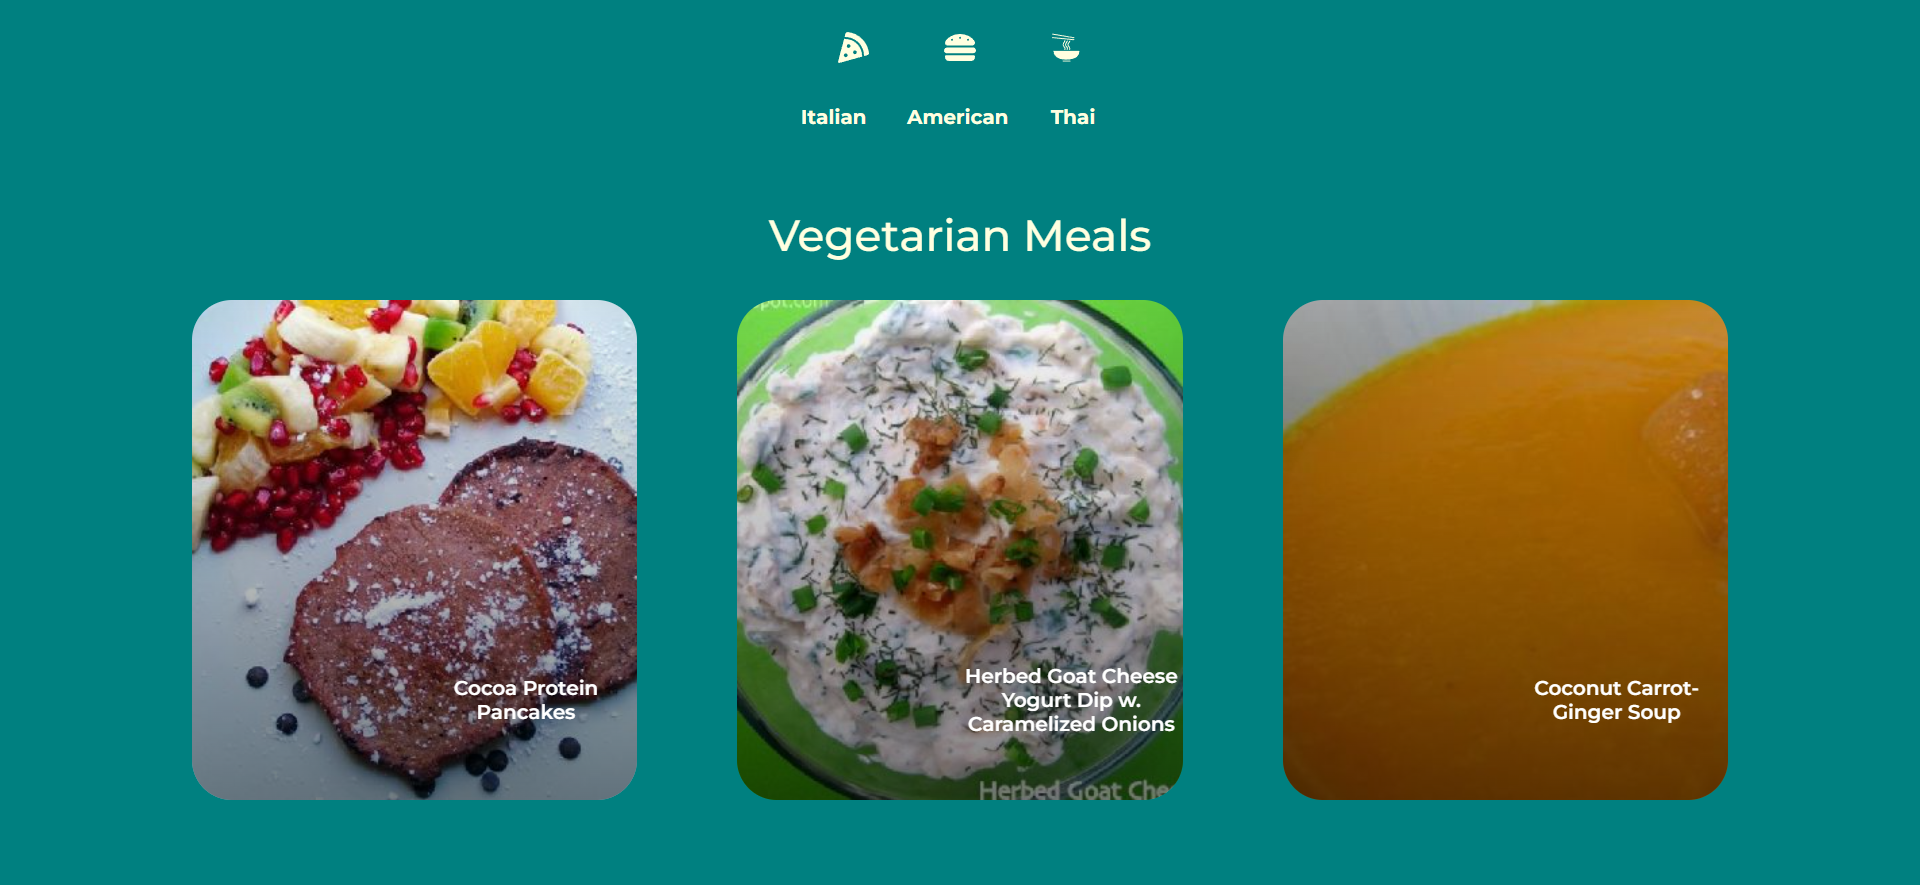 Italian
American
Thai
Vegetarian Meals
pot.com
Cocoa Protein
Pancakes
Herbed Goat Cheese
Yogurt Dip w.
Caramelized Onions
Herbed Goat Che
Coconut Carrot-
Ginger Soup